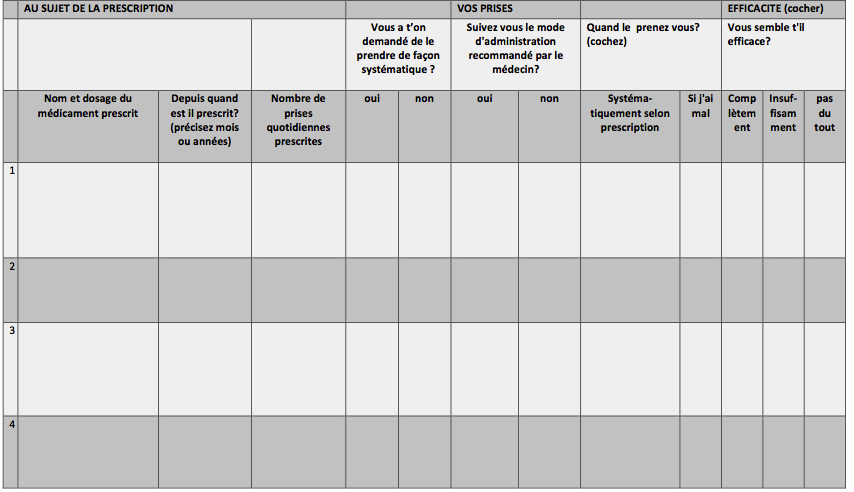 AU SUJET DE LA PRESCRIPTION
VOS PRISES
EFFICACITE (cocher)
Vous a t’on
demandé de le
prendre de façon
systématique ?
Suivez vous le mode
d'administration
recommandé par le
médecin?
Quand le prenez vous?
(cochez)
Vous semble t'il
efficace?
Nom et dosage du
médicament prescrit
Depuis quand
est il prescrit?
(précisez mois
ou années)
Nombre de
prises
quotidiennes
prescrites
oui
non
oui
non
Systéma-
tiquement selon
prescription
Si j'ai
mal
Comp
lètem
ent
Insuf-
fisam
ment
pas
du
tout
1
2
3
4